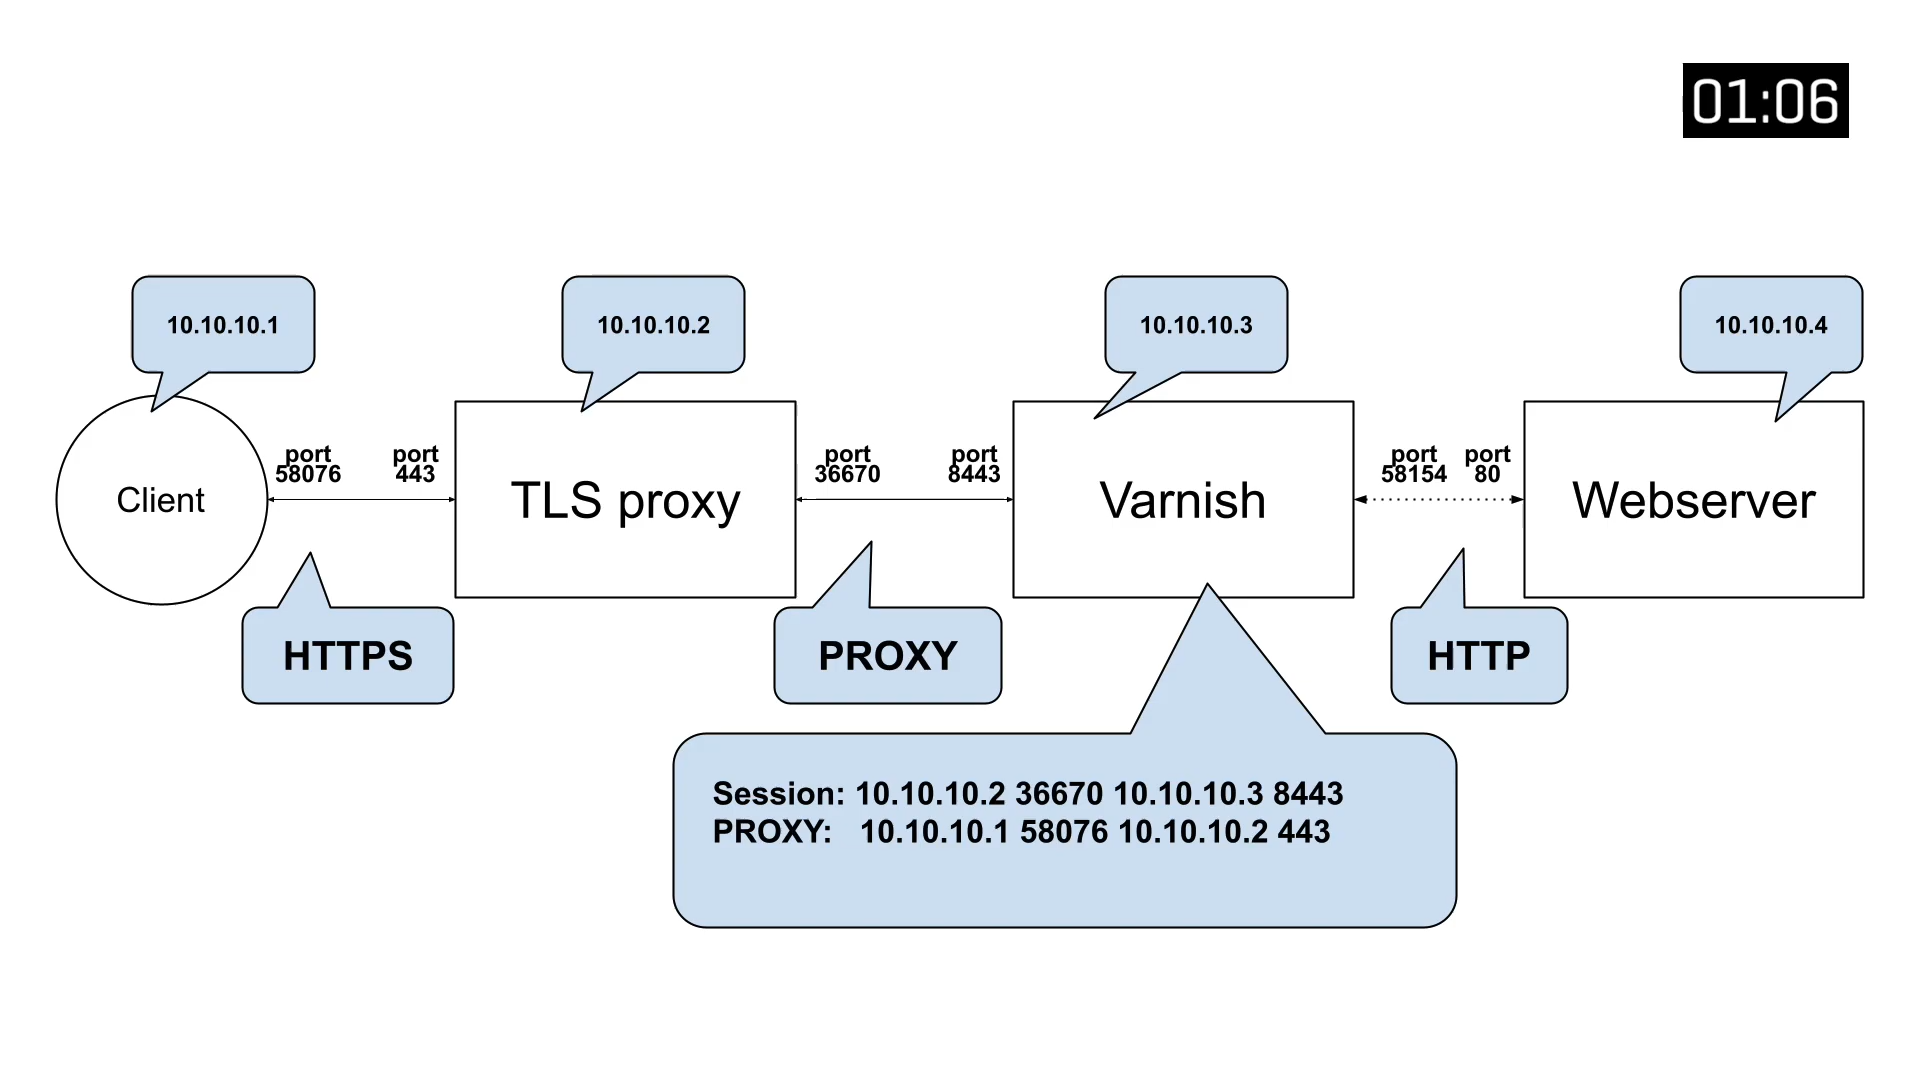 01:06
10.10.10.1
10.10.10.2
10.10.10.3
10.10.10.4
Client
port
58076
port
443
TLS proxy
port
36670
port
8443
Varnish
port
58154
port
80
Webserver
HTTPS
PROXY
HTTP
Session: 10.10.10.2 36670 10.10.10.3 8443
PROXY: 10.10.10.1 58076 10.10.10.2 443